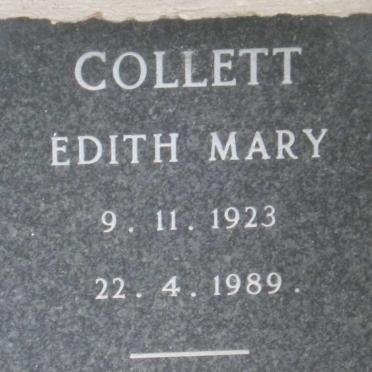 COLLETT
EDITH MARY
9. 11. 1923
22. 4. 1989.